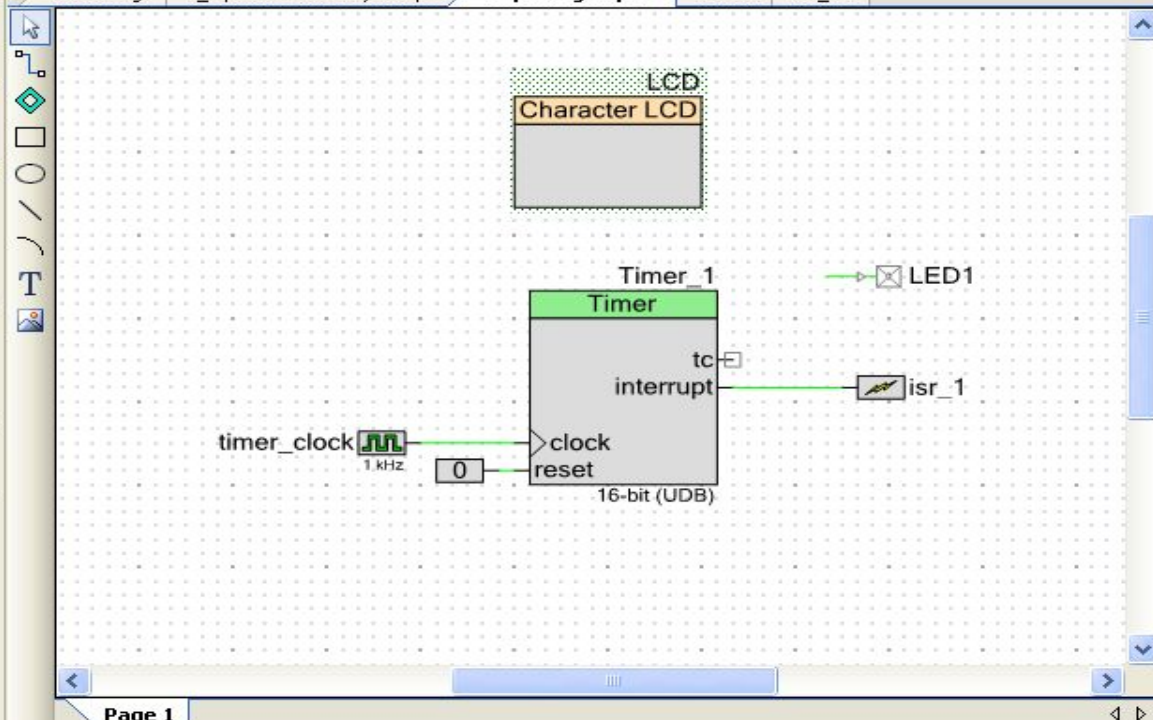 LCD
Character LCD
Timer_1
Timer
LED1
tc
interrupt
isr_1
timer_clock
1 kHz
clock
0
reset
16-bit (UDB)
T
Page 1